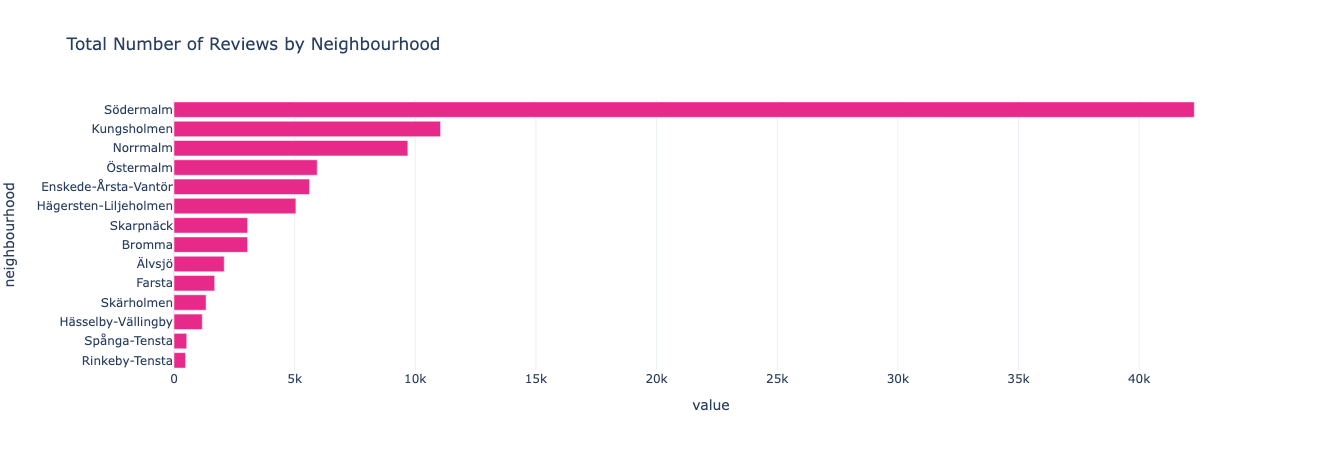 Total Number of Reviews by Neighbourhood
neighbourhood
Södermalm
Kungsholmen
Norrmalm
Östermalm
Enskede-Årsta-Vantör
Hägersten-Liljeholmen
Skarpnäck
Bromma
Älvsjö
Farsta
Skärholmen
Hässelby-Vällingby
Spånga-Tensta
Rinkeby-Tensta
0 5k 10k 15k 20k 25k 30k 35k 40k
value